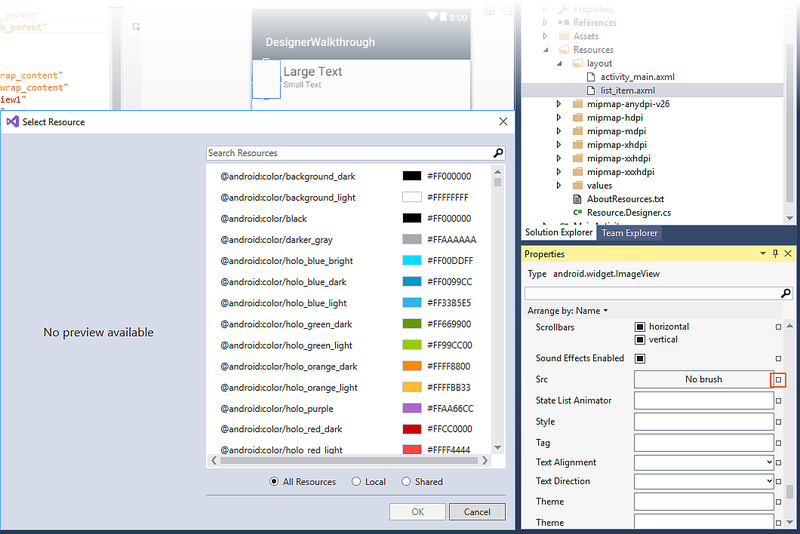 _parent"
h_parent"
rap_content"
wrap_content"
view1"
8:00
DesignerWalkthrough
Large Text
Small Text
Properties
References
Assets
Resources
layout
activity_main.axml
list_item.axml
mipmap-anydpi-v26
mipmap-hdpi
mipmap-mdpi
mipmap-xhdpi
mipmap-xxhdpi
mipmap-xxxhdpi
values
AboutResources.txt
C# Resource.Designer.cs
Solution Explorer Team Explorer
Select Resource
Search Resources
No preview available
@android:color/background_dark #FF000000
@android:color/background_light #FFFFFFFF
@android:color/black #FF000000
@android:color/darker_gray #FFAAAAAA
@android:color/holo_blue_bright #FF00DDFF
@android:color/holo_blue_dark #FF0099CC
@android:color/holo_blue_light #FF33B5E5
@android:color/holo_green_dark #FF669900
@android:color/holo_green_light #FF99CC00
@android:color/holo_orange_dark #FFFF8800
@android:color/holo_orange_light #FFFFBB33
@android:color/holo_purple #FFAA66CC
@android:color/holo_red_dark #FFCC0000
@android:color/holo_red_light #FFFF4444
All Resources Local Shared
OK Cancel
Properties
Type android.widget.ImageView
Arrange by: Name
Scrollbars horizontal
vertical
Sound Effects Enabled
Src No brush
State List Animator
Style
Tag
Text Alignment
Text Direction
Theme
Theme